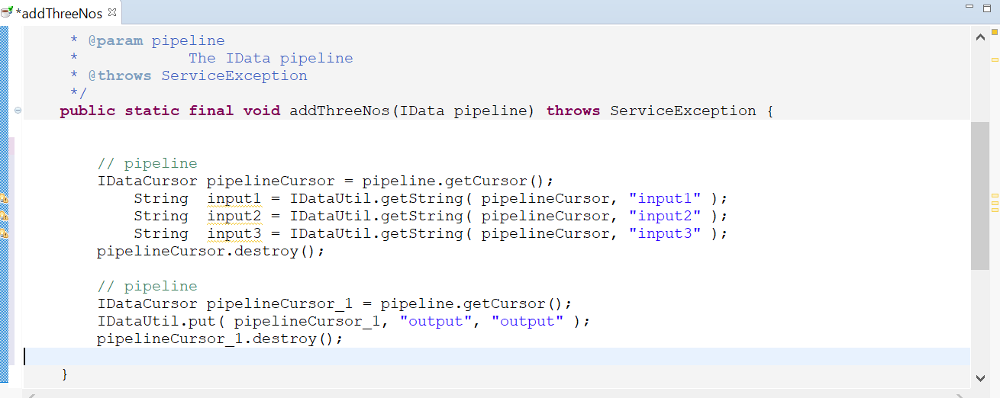 *addThreeNos
* @param pipeline
* The IData pipeline
* @throws ServiceException
*/
public static final void addThreeNos(IData pipeline) throws ServiceException {
// pipeline
IDataCursor pipelineCursor = pipeline.getCursor();
String input1 = IDataUtil.getString( pipelineCursor, "input1" );
String input2 = IDataUtil.getString( pipelineCursor, "input2" );
String input3 = IDataUtil.getString( pipelineCursor, "input3" );
pipelineCursor.destroy();
// pipeline
IDataCursor pipelineCursor_1 = pipeline.getCursor();
IDataUtil.put( pipelineCursor_1, "output", "output" );
pipelineCursor_1.destroy();
}